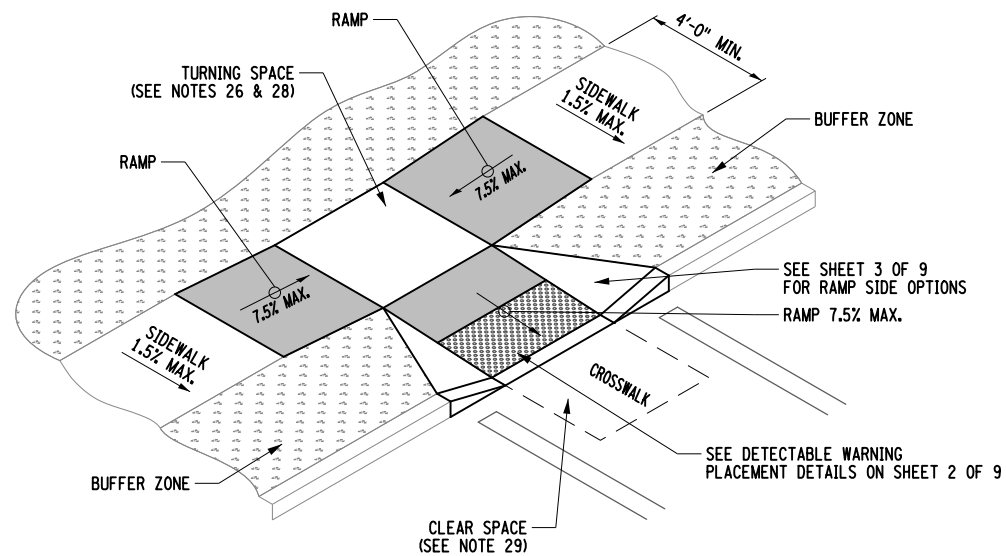 RAMP
4'-0" MIN.
TURNING SPACE
(SEE NOTES 26 & 28)
SIDEWALK
1.5% MAX.
BUFFER ZONE
RAMP
7.5% MAX.
7.5% MAX.
SEE SHEET 3 OF 9
FOR RAMP SIDE OPTIONS
RAMP 7.5% MAX.
SIDEWALK
1.5% MAX.
CROSSWALK
SEE DETECTABLE WARNING
PLACEMENT DETAILS ON SHEET 2 OF 9
BUFFER ZONE
CLEAR SPACE
(SEE NOTE 29)